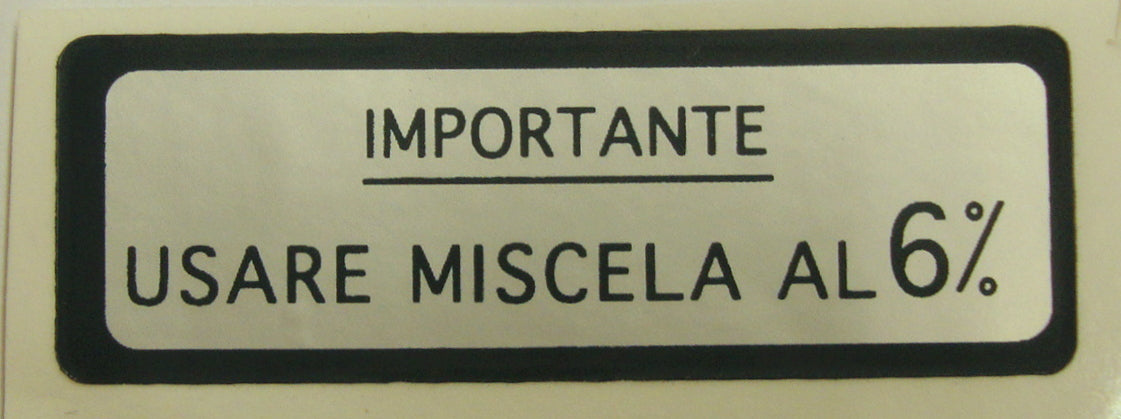 IMPORTANTE
USARE MISCELA AL 6%